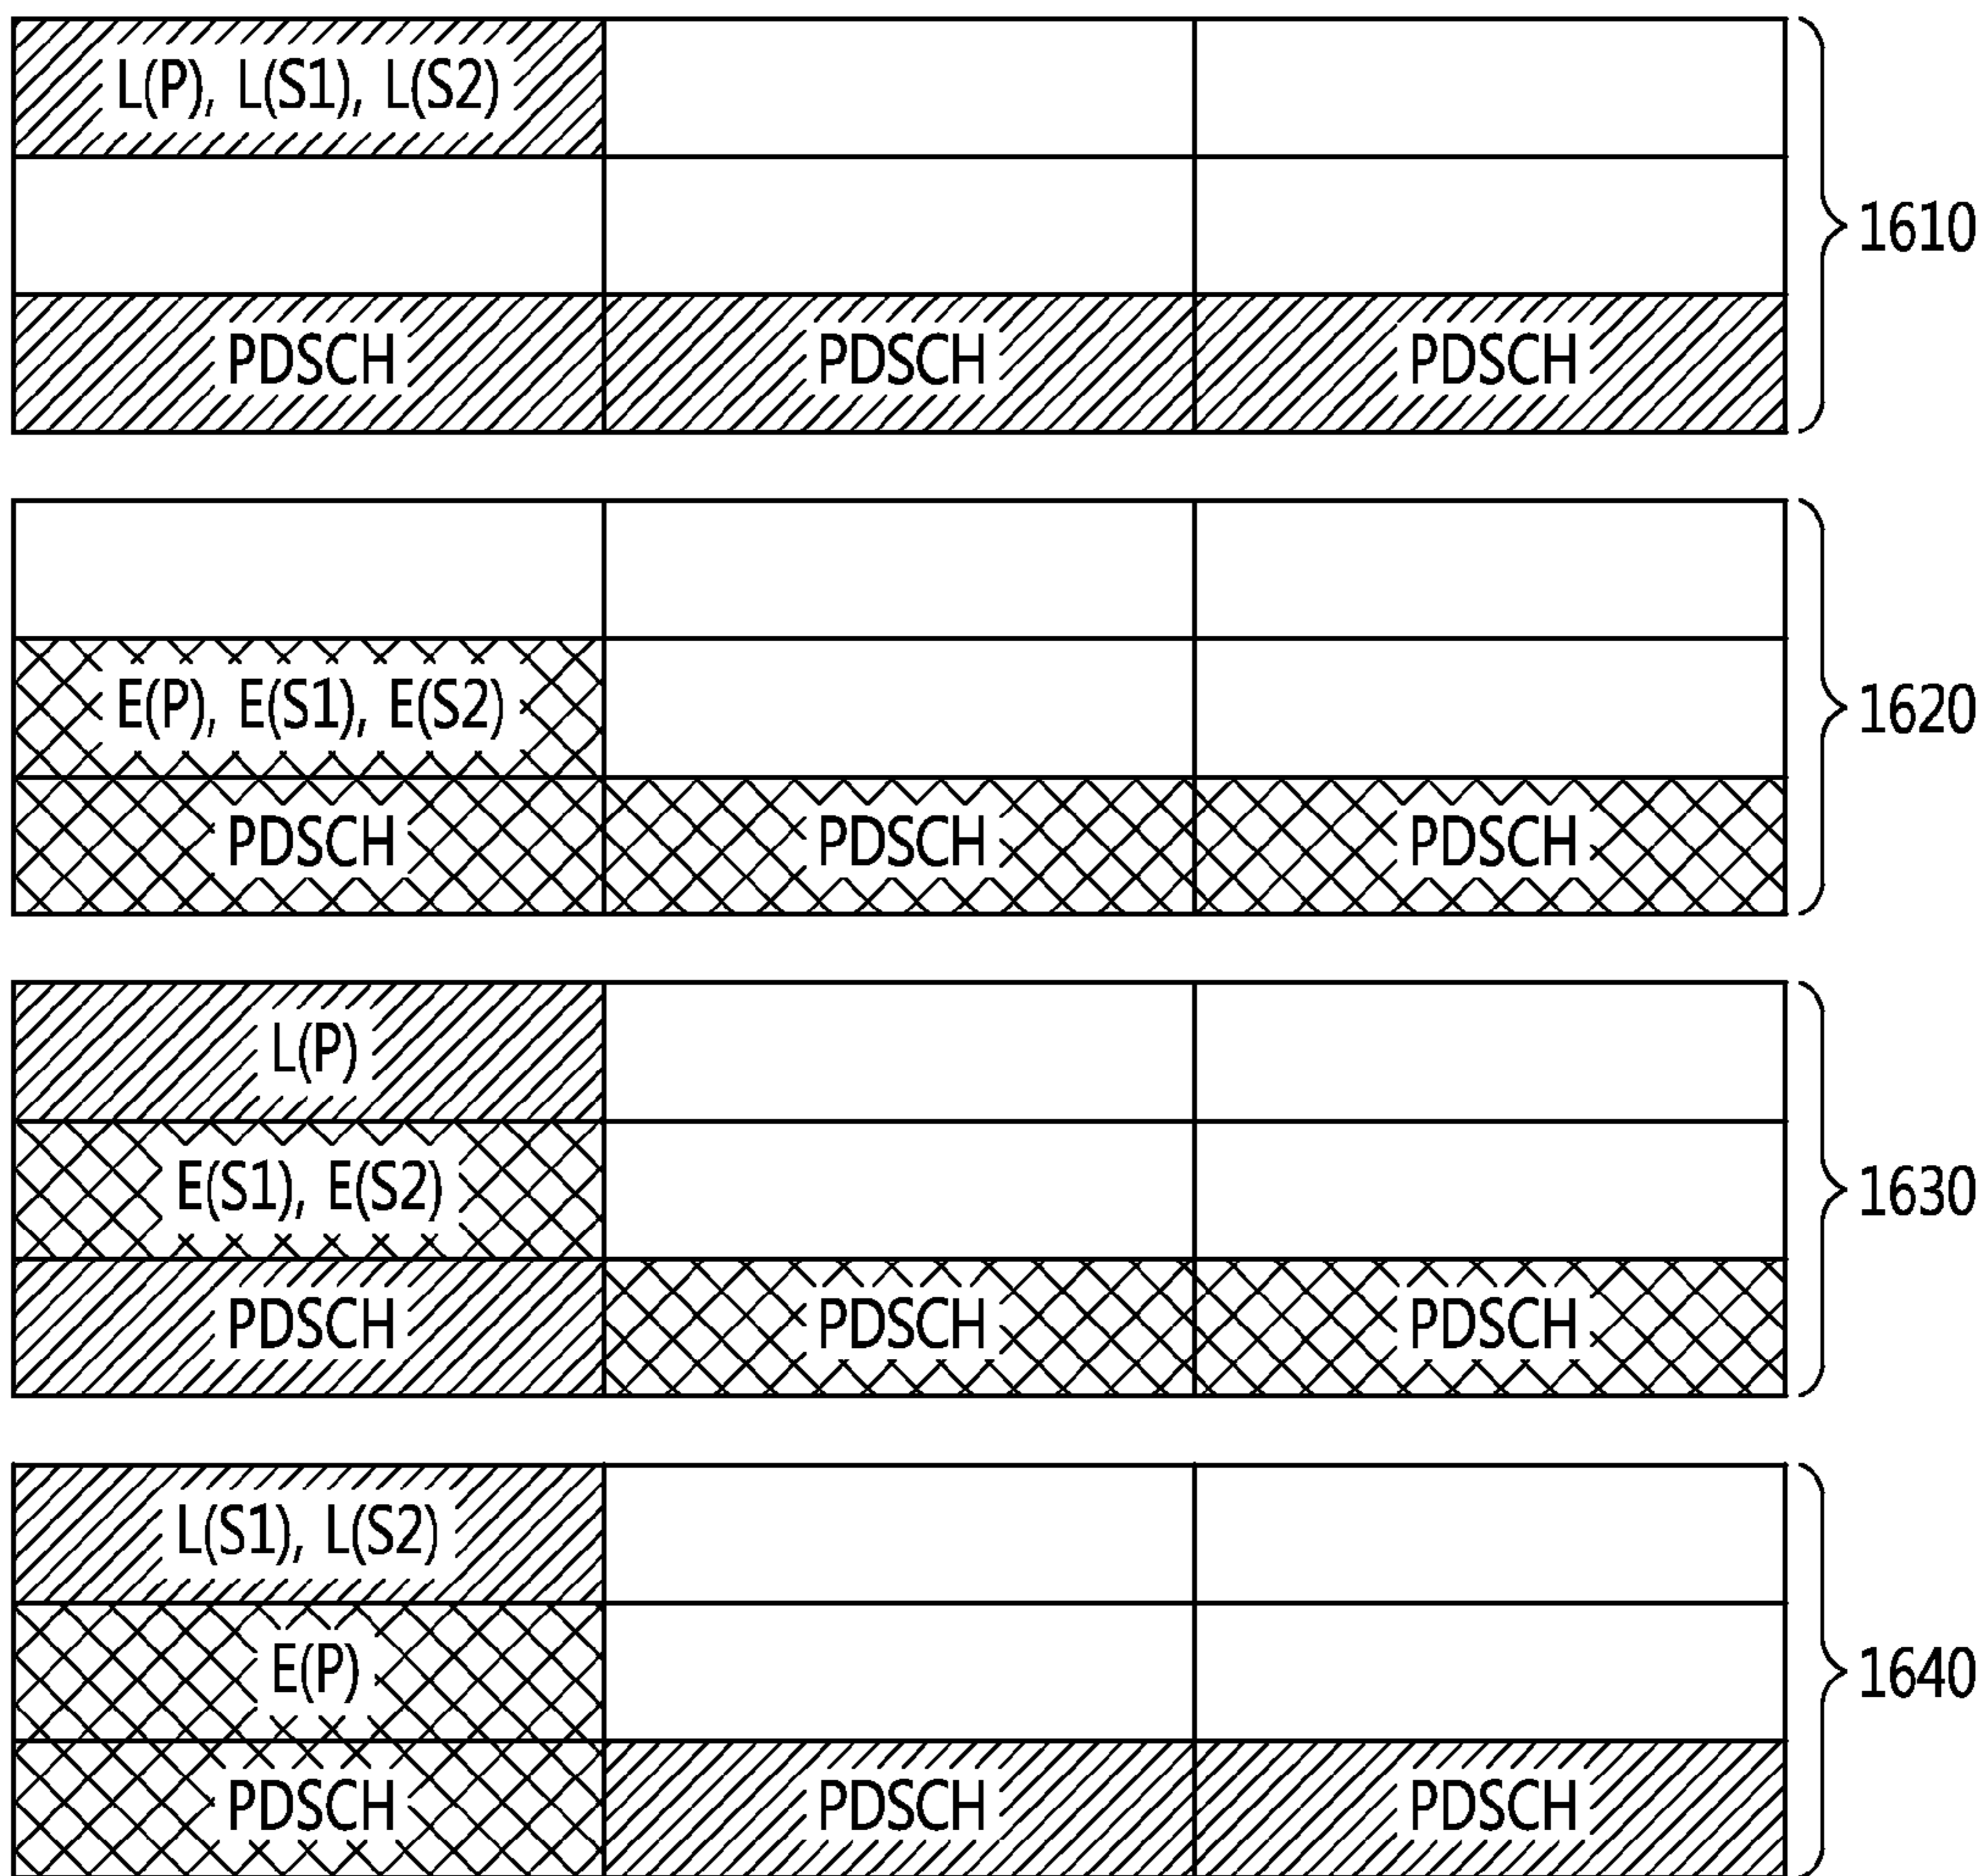 L(P), L(S1), L(S2)
1610
PDSCH PDSCH PDSCH
E(P), E(S1), E(S2)
1620
PDSCH PDSCH PDSCH
L(P)
E(S1), E(S2)
1630
PDSCH PDSCH PDSCH
L(S1), L(S2)
E(P)
1640
PDSCH PDSCH PDSCH